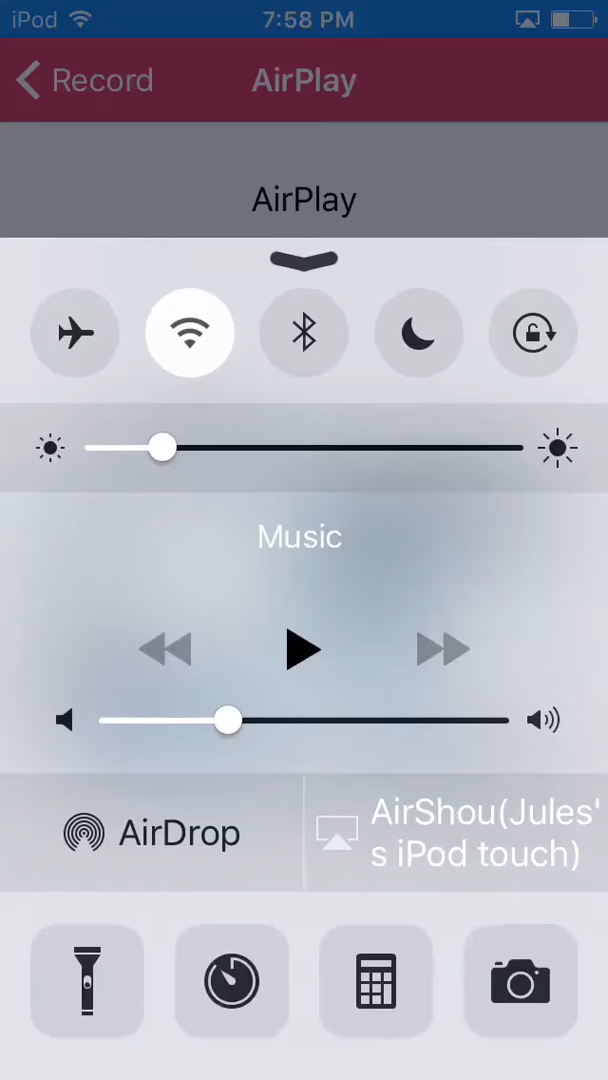 iPod 7:58 PM
Record AirPlay
AirPlay
Music
AirDrop
AirShou(Jules'
s iPod touch)